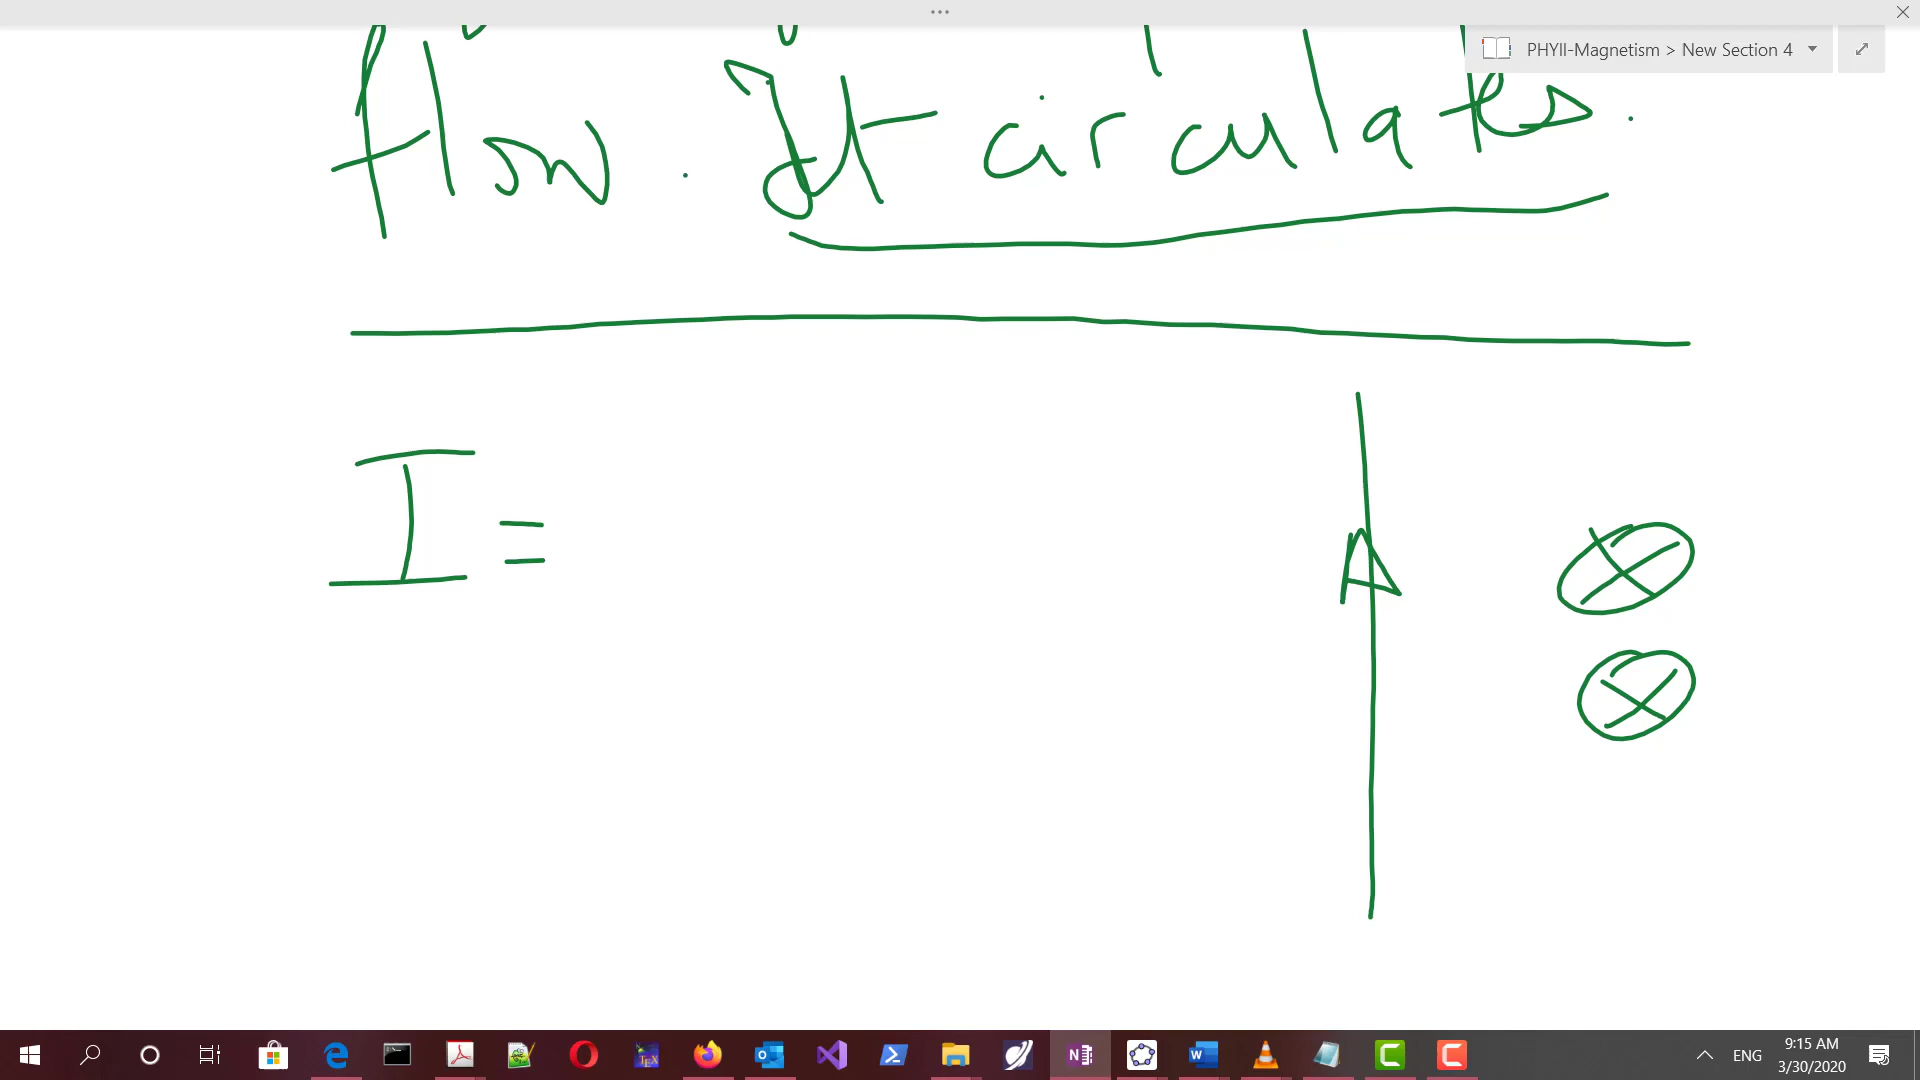 PHYII-Magnetism > New Section 4
flow. It circulates.
I =
ENG
9:15 AM
3/30/2020